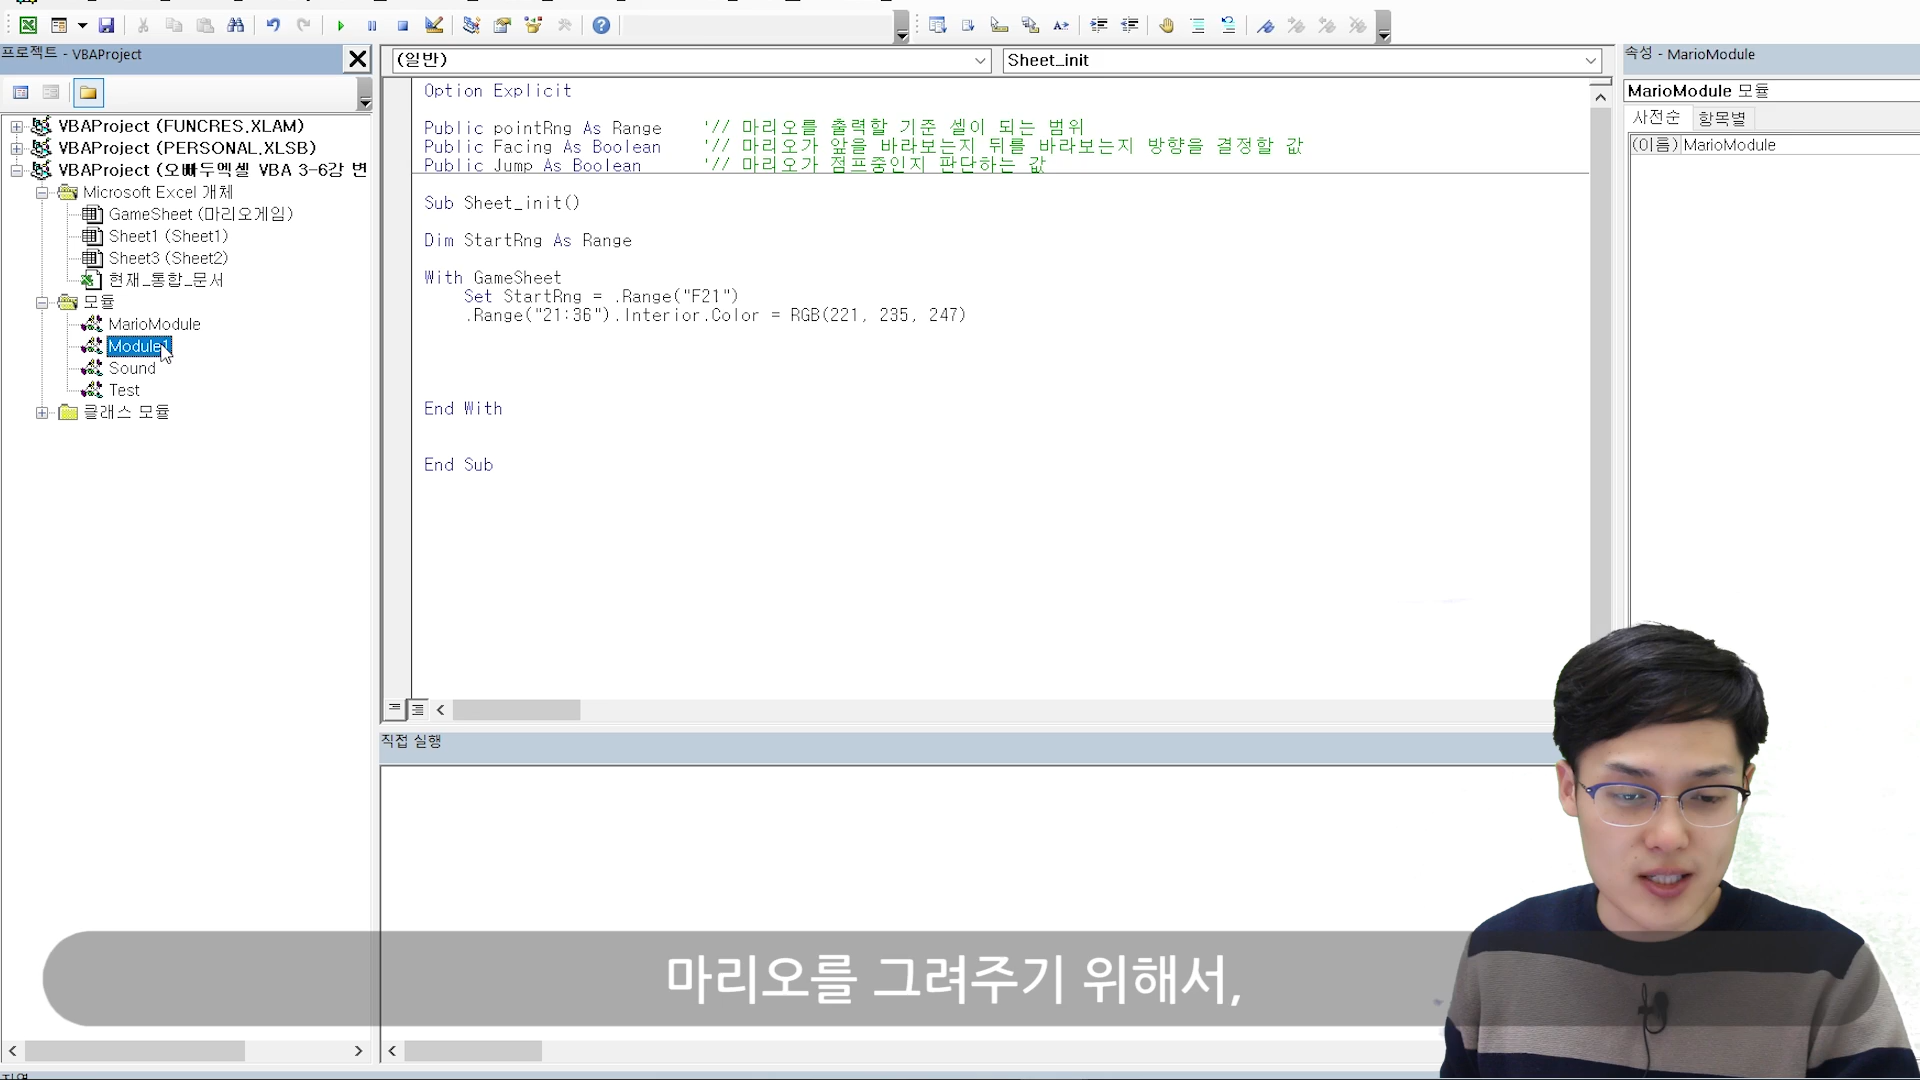 프로젝트 - VBAProject
VBAProject (FUNCRES.XLAM)
VBAProject (PERSONAL.XLSB)
VBAProject (오빠두엑셀 VBA 3-6강 변
Microsoft Excel 개체
GameSheet (마리오게임)
Sheet1 (Sheet1)
Sheet3 (Sheet2)
현재_통합_문서
모듈
MarioModule
Module1
Sound
Test
클래스 모듈
(일반)
Sheet_init
Option Explicit
Public pointRng As Range '// 마리오를 출력할 기준 셀이 되는 범위
Public Facing As Boolean '// 마리오가 앞을 바라보는지 뒤를 바라보는지 방향을 결정할 값
Public Jump As Boolean '// 마리오가 점프중인지 판단하는 값
Sub Sheet_init()
Dim StartRng As Range
With GameSheet
Set StartRng = .Range("F21")
.Range("21:36").Interior.Color = RGB(221, 235, 247)
End With
End Sub
직접 실행
속성 - MarioModule
MarioModule 모듈
사전순 항목별
(이름) MarioModule
마리오를 그려주기 위해서,